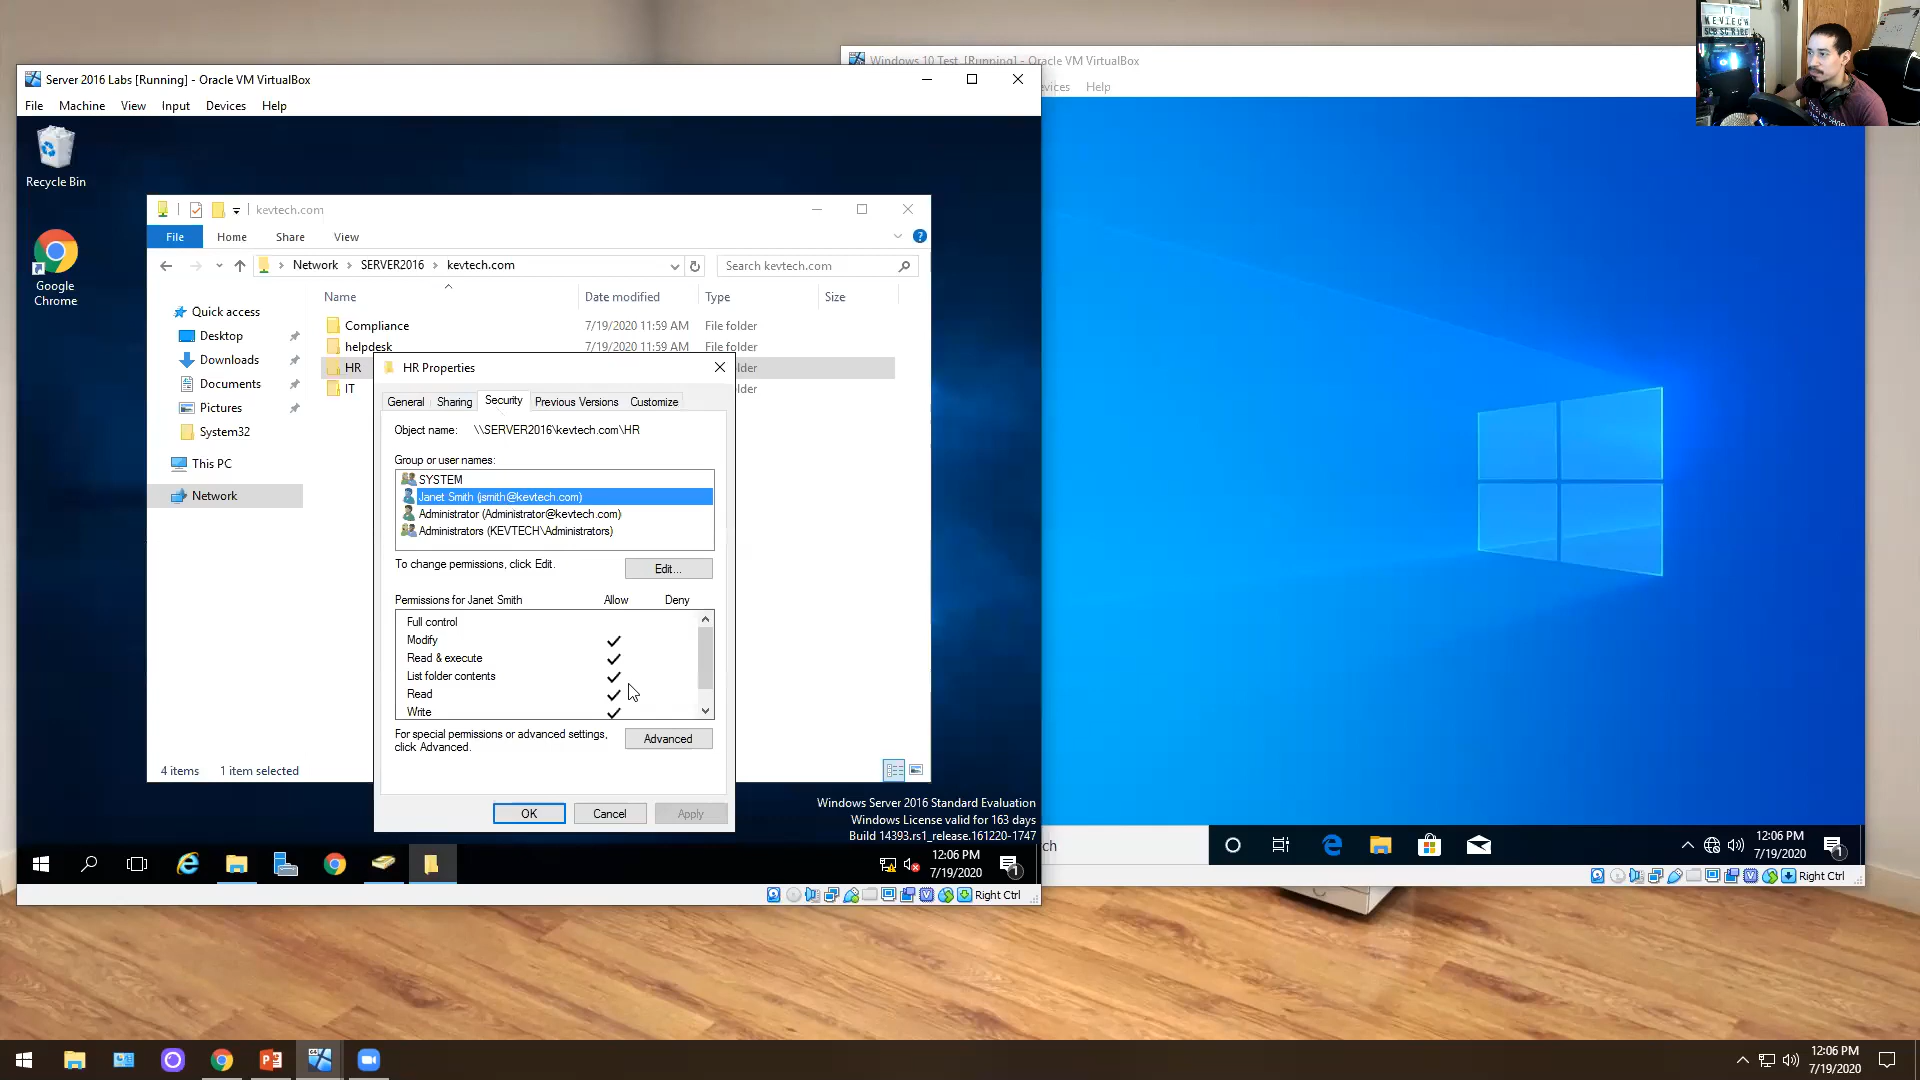 Windows 10 Test [Running] - Oracle VM VirtualBox
Help
KEVTECH
SUBSCRIBE
Server 2016 Labs [Running] - Oracle VM VirtualBox
File Machine View Input Devices Help
Recycle Bin
Google
Chrome
kevtech.com
File Home Share View
Network SERVER2016 kevtech.com
Search kevtech.com
Name Date modified Type Size
Quick access
Desktop
Downloads
Documents
Pictures
System32
This PC
Network
Compliance 7/19/2020 11:59 AM File folder
helpdesk 7/19/2020 11:59 AM File folder
HR
IT
HR Properties
General Sharing Security Previous Versions Customize
Object name: \\SERVER2016\kevtech.com\HR
Group or user names:
SYSTEM
Janet Smith (jsmith@kevtech.com)
Administrator (Administrator@kevtech.com)
Administrators (KEVTECH\Administrators)
To change permissions, click Edit.
Edit...
Permissions for Janet Smith Allow Deny
Full control
Modify
Read & execute
List folder contents
Read
Write
For special permissions or advanced settings,
click Advanced.
Advanced
OK Cancel Apply
4 items 1 item selected
Windows Server 2016 Standard Evaluation
Windows License valid for 163 days
Build 14393.rs1_release.161220-1747
12:06 PM
7/19/2020
1
Right Ctrl
ch
12:06 PM
7/19/2020
1
Right Ctrl
12:06 PM
7/19/2020